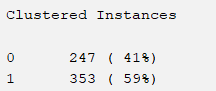 Clustered Instances
0 247 ( 41%)
1 353 ( 59%)